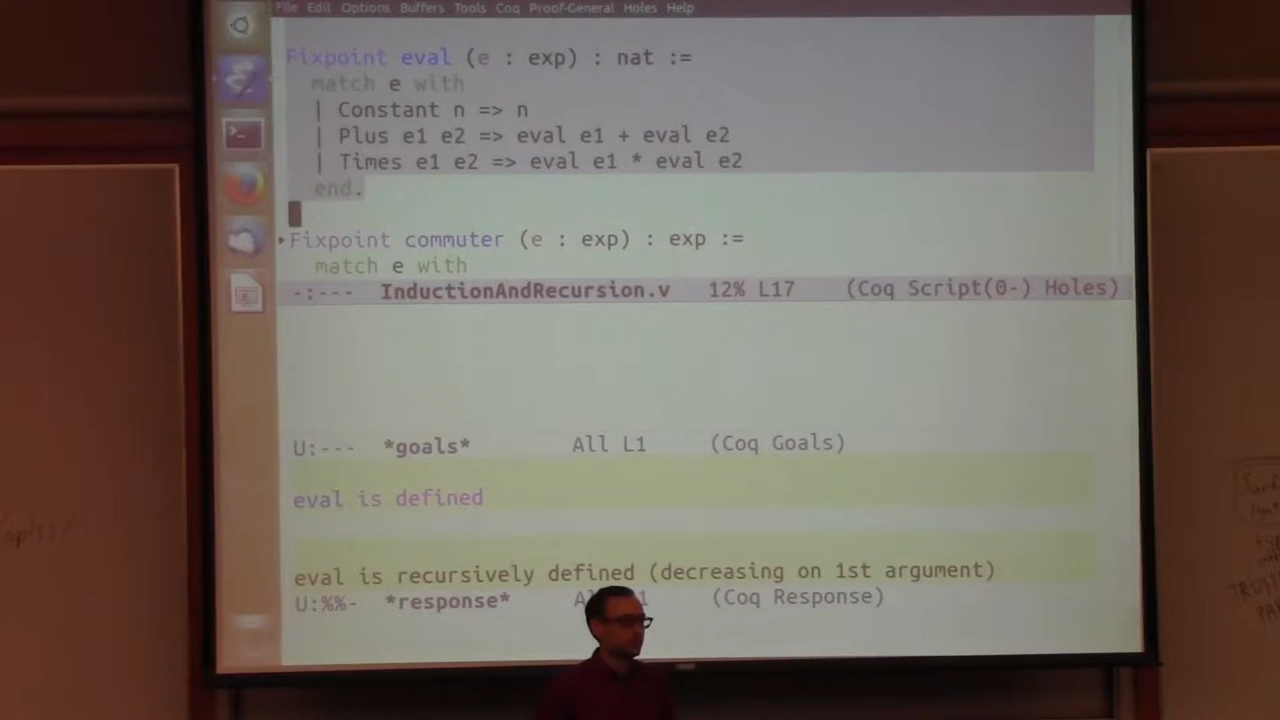 File Edit Options Buffers Tools Coq Proof-General Holes Help
Fixpoint eval (e : exp) : nat :=
match e with
| Constant n => n
| Plus e1 e2 => eval e1 + eval e2
| Times e1 e2 => eval e1 * eval e2
end.
Fixpoint commuter (e : exp) : exp :=
match e with
-:--- InductionAndRecursion.v 12% L17 (Coq Script(0-) Holes)
U:--- *goals* All L1 (Coq Goals)
eval is defined
eval is recursively defined (decreasing on 1st argument)
U:%%- *response* (Coq Response)